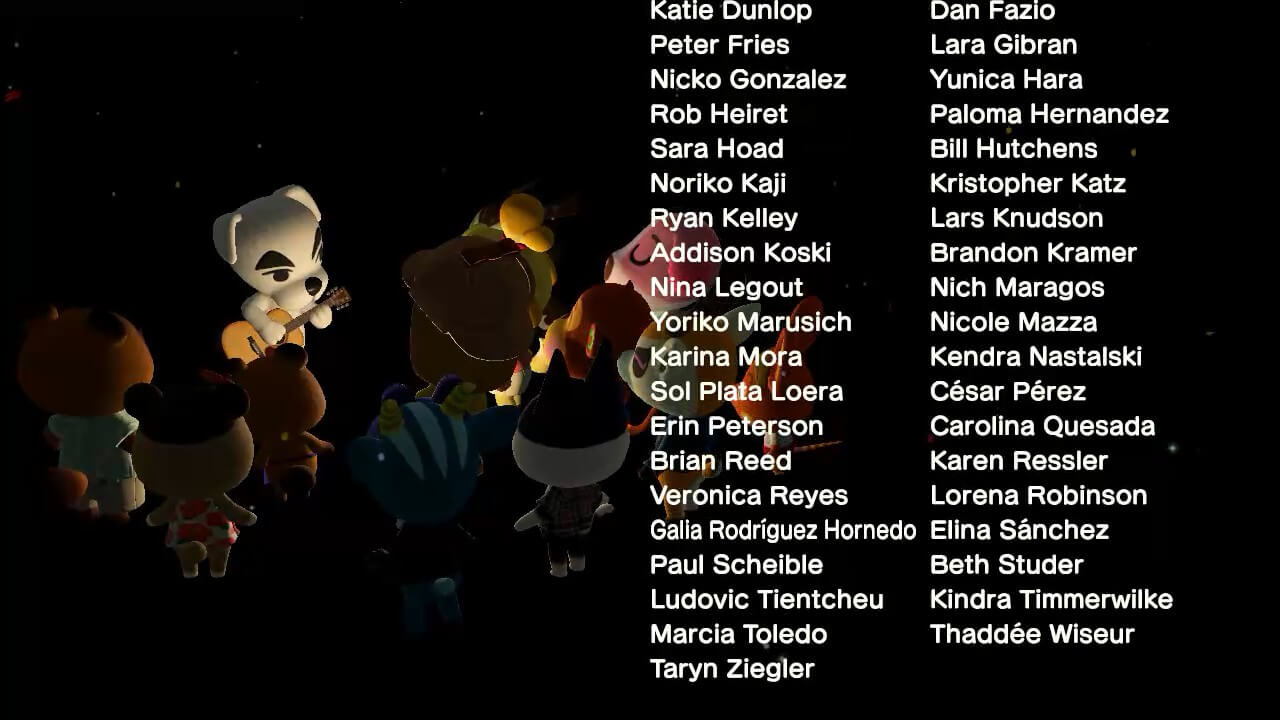 Katie Dunlop Dan Fazio
Peter Fries Lara Gibran
Nicko Gonzalez Yunica Hara
Rob Heiret Paloma Hernandez
Sara Hoad Bill Hutchens
Noriko Kaji Kristopher Katz
Ryan Kelley Lars Knudson
Addison Koski Brandon Kramer
Nina Legout Nich Maragos
Yoriko Marusich Nicole Mazza
Karina Mora Kendra Nastalski
Sol Plata Loera César Pérez
Erin Peterson Carolina Quesada
Brian Reed Karen Ressler
Veronica Reyes Lorena Robinson
Galia Rodríguez Hornedo Elina Sánchez
Paul Scheible Beth Studer
Ludovic Tientcheu Kindra Timmerwilke
Marcia Toledo Thaddée Wiseur
Taryn Ziegler